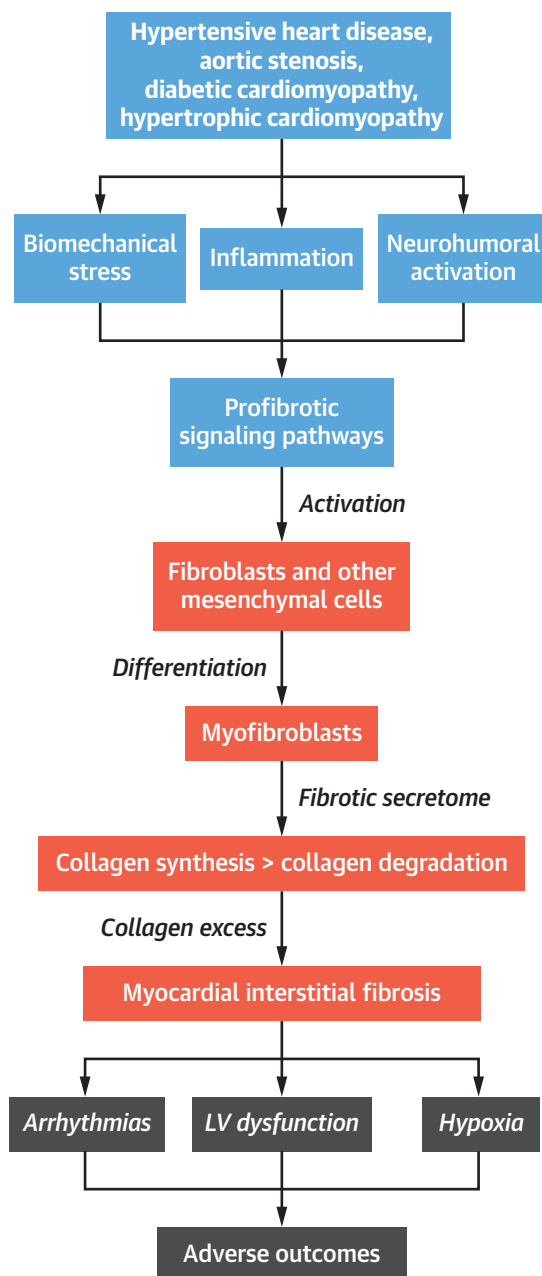 Hypertensive heart disease,
aortic stenosis,
diabetic cardiomyopathy,
hypertrophic cardiomyopathy
Biomechanical
stress
Inflammation
Neurohumoral
activation
Profibrotic
signaling pathways
Activation
Fibroblasts and other
mesenchymal cells
Differentiation
Myofibroblasts
Fibrotic secretome
Collagen synthesis > collagen degradation
Collagen excess
Myocardial interstitial fibrosis
Arrhythmias
LV dysfunction
Hypoxia
Adverse outcomes